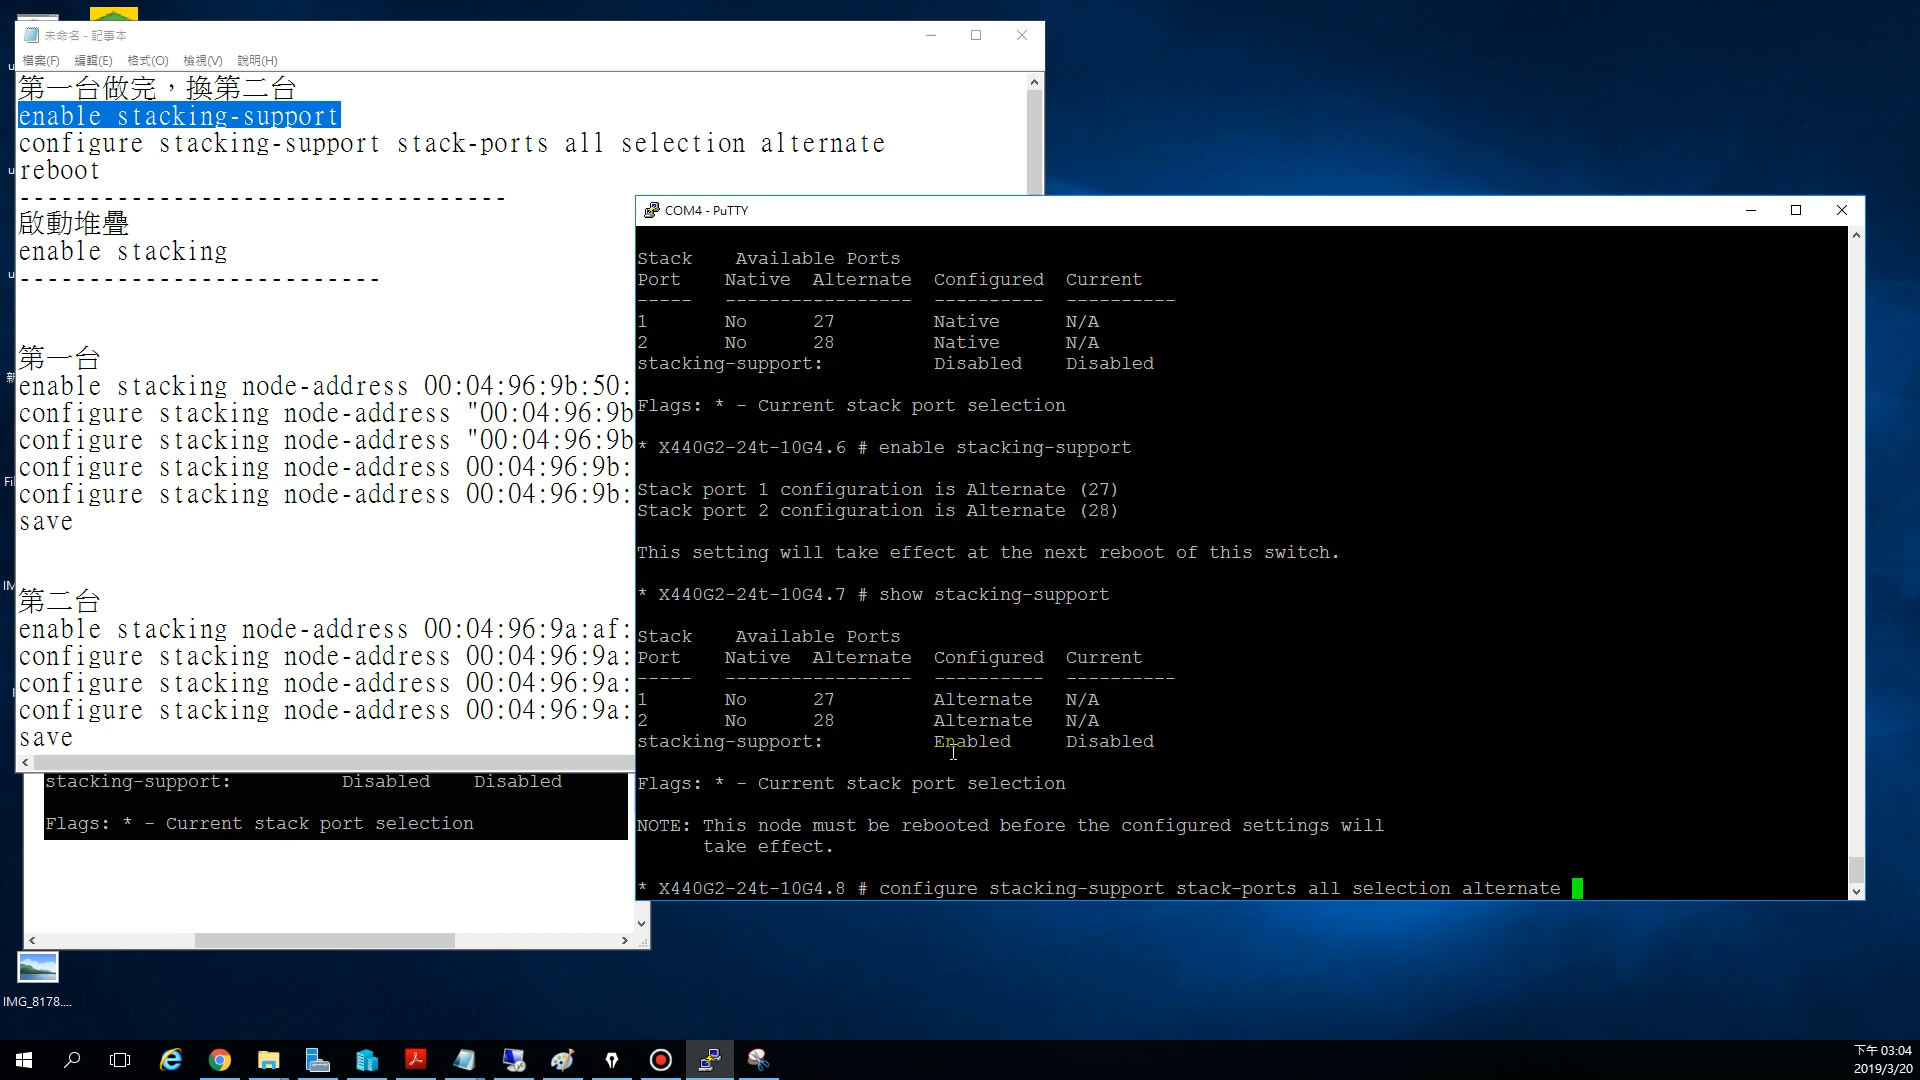 未命名 - 記事本
檔案(F) 編輯(E) 格式(O) 檢視(V) 說明(H)
第一台做完，換第二台
enable stacking-support
configure stacking-support stack-ports all selection alternate
reboot
-----------------------------------
啟動堆疊
enable stacking
--------------------------
第一台
enable stacking node-address 00:04:96:9b:50:
configure stacking node-address "00:04:96:9b
configure stacking node-address "00:04:96:9b
configure stacking node-address 00:04:96:9b:
configure stacking node-address 00:04:96:9b:
save
第二台
enable stacking node-address 00:04:96:9a:af:
configure stacking node-address 00:04:96:9a:
configure stacking node-address 00:04:96:9a:
configure stacking node-address 00:04:96:9a:
save
stacking-support: Disabled Disabled
Flags: * - Current stack port selection
COM4 - PuTTY
Stack Available Ports
Port Native Alternate Configured Current
----- ----------------- ---------- ----------
1 No 27 Native N/A
2 No 28 Native N/A
stacking-support: Disabled Disabled
Flags: * - Current stack port selection
* X440G2-24t-10G4.6 # enable stacking-support
Stack port 1 configuration is Alternate (27)
Stack port 2 configuration is Alternate (28)
This setting will take effect at the next reboot of this switch.
* X440G2-24t-10G4.7 # show stacking-support
Stack Available Ports
Port Native Alternate Configured Current
----- ----------------- ---------- ----------
1 No 27 Alternate N/A
2 No 28 Alternate N/A
stacking-support: Enabled Disabled
Flags: * - Current stack port selection
NOTE: This node must be rebooted before the configured settings will
take effect.
* X440G2-24t-10G4.8 # configure stacking-support stack-ports all selection alternate
IMG_8178....
下午 03:04
2019/3/20